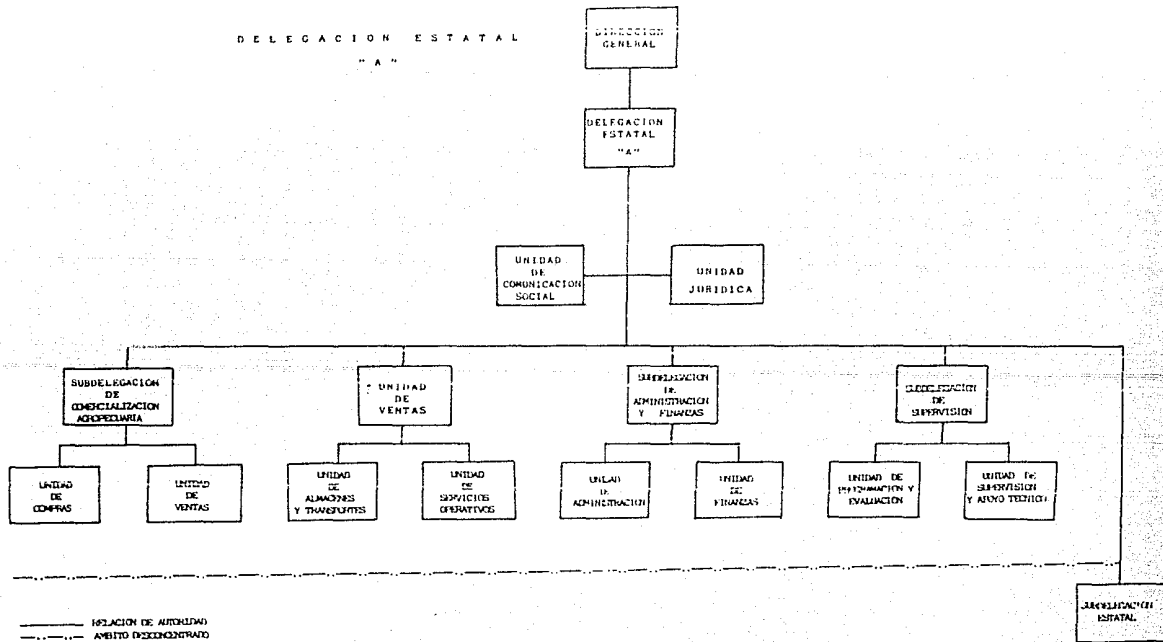 DELEGACION ESTATAL
"A"
DIRECCION
GENERAL
DELEGACION
ESTATAL
"A"
UNIDAD
DE
COMUNICACION
SOCIAL
UNIDAD
JURIDICA
SUBDELEGACION
DE
COMERCIALIZACION
AGROPECUARIA
UNIDAD
DE
VENTAS
SUBDELEGACION
DE
ADMINISTRACION
Y FINANZAS
SUBDELEGACION
DE
SUPERVISION
UNIDAD
DE
COMPRAS
UNIDAD
DE
VENTAS
UNIDAD
DE
ALMACENES
Y TRANSPORTES
UNIDAD
DE
SERVICIOS
OPERATIVOS
UNIDAD
DE
ADMINISTRACION
UNIDAD
DE
FINANZAS
UNIDAD DE
PROGRAMACION Y
EVALUACION
UNIDAD DE
SUPERVISION
Y APOYO TECNICO
SUBDELEGACION
ESTATAL
RELACION DE AUTORIDAD
AMBITO DESCONCENTRADO